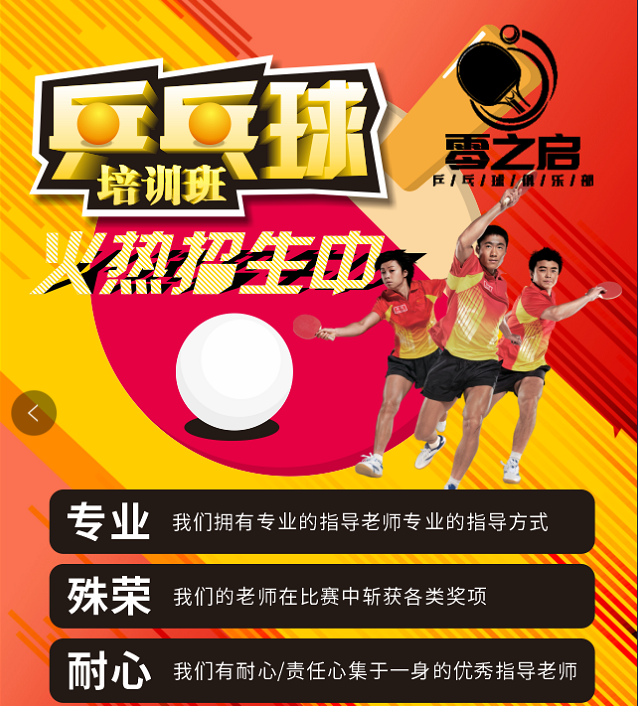 乒乓球
培训班
零之启
乒/乓/球/俱/乐/部
火热招生中
专业 我们拥有专业的指导老师专业的指导方式
殊荣 我们的老师在比赛中斩获各类奖项
耐心 我们有耐心/责任心集于一身的优秀指导老师